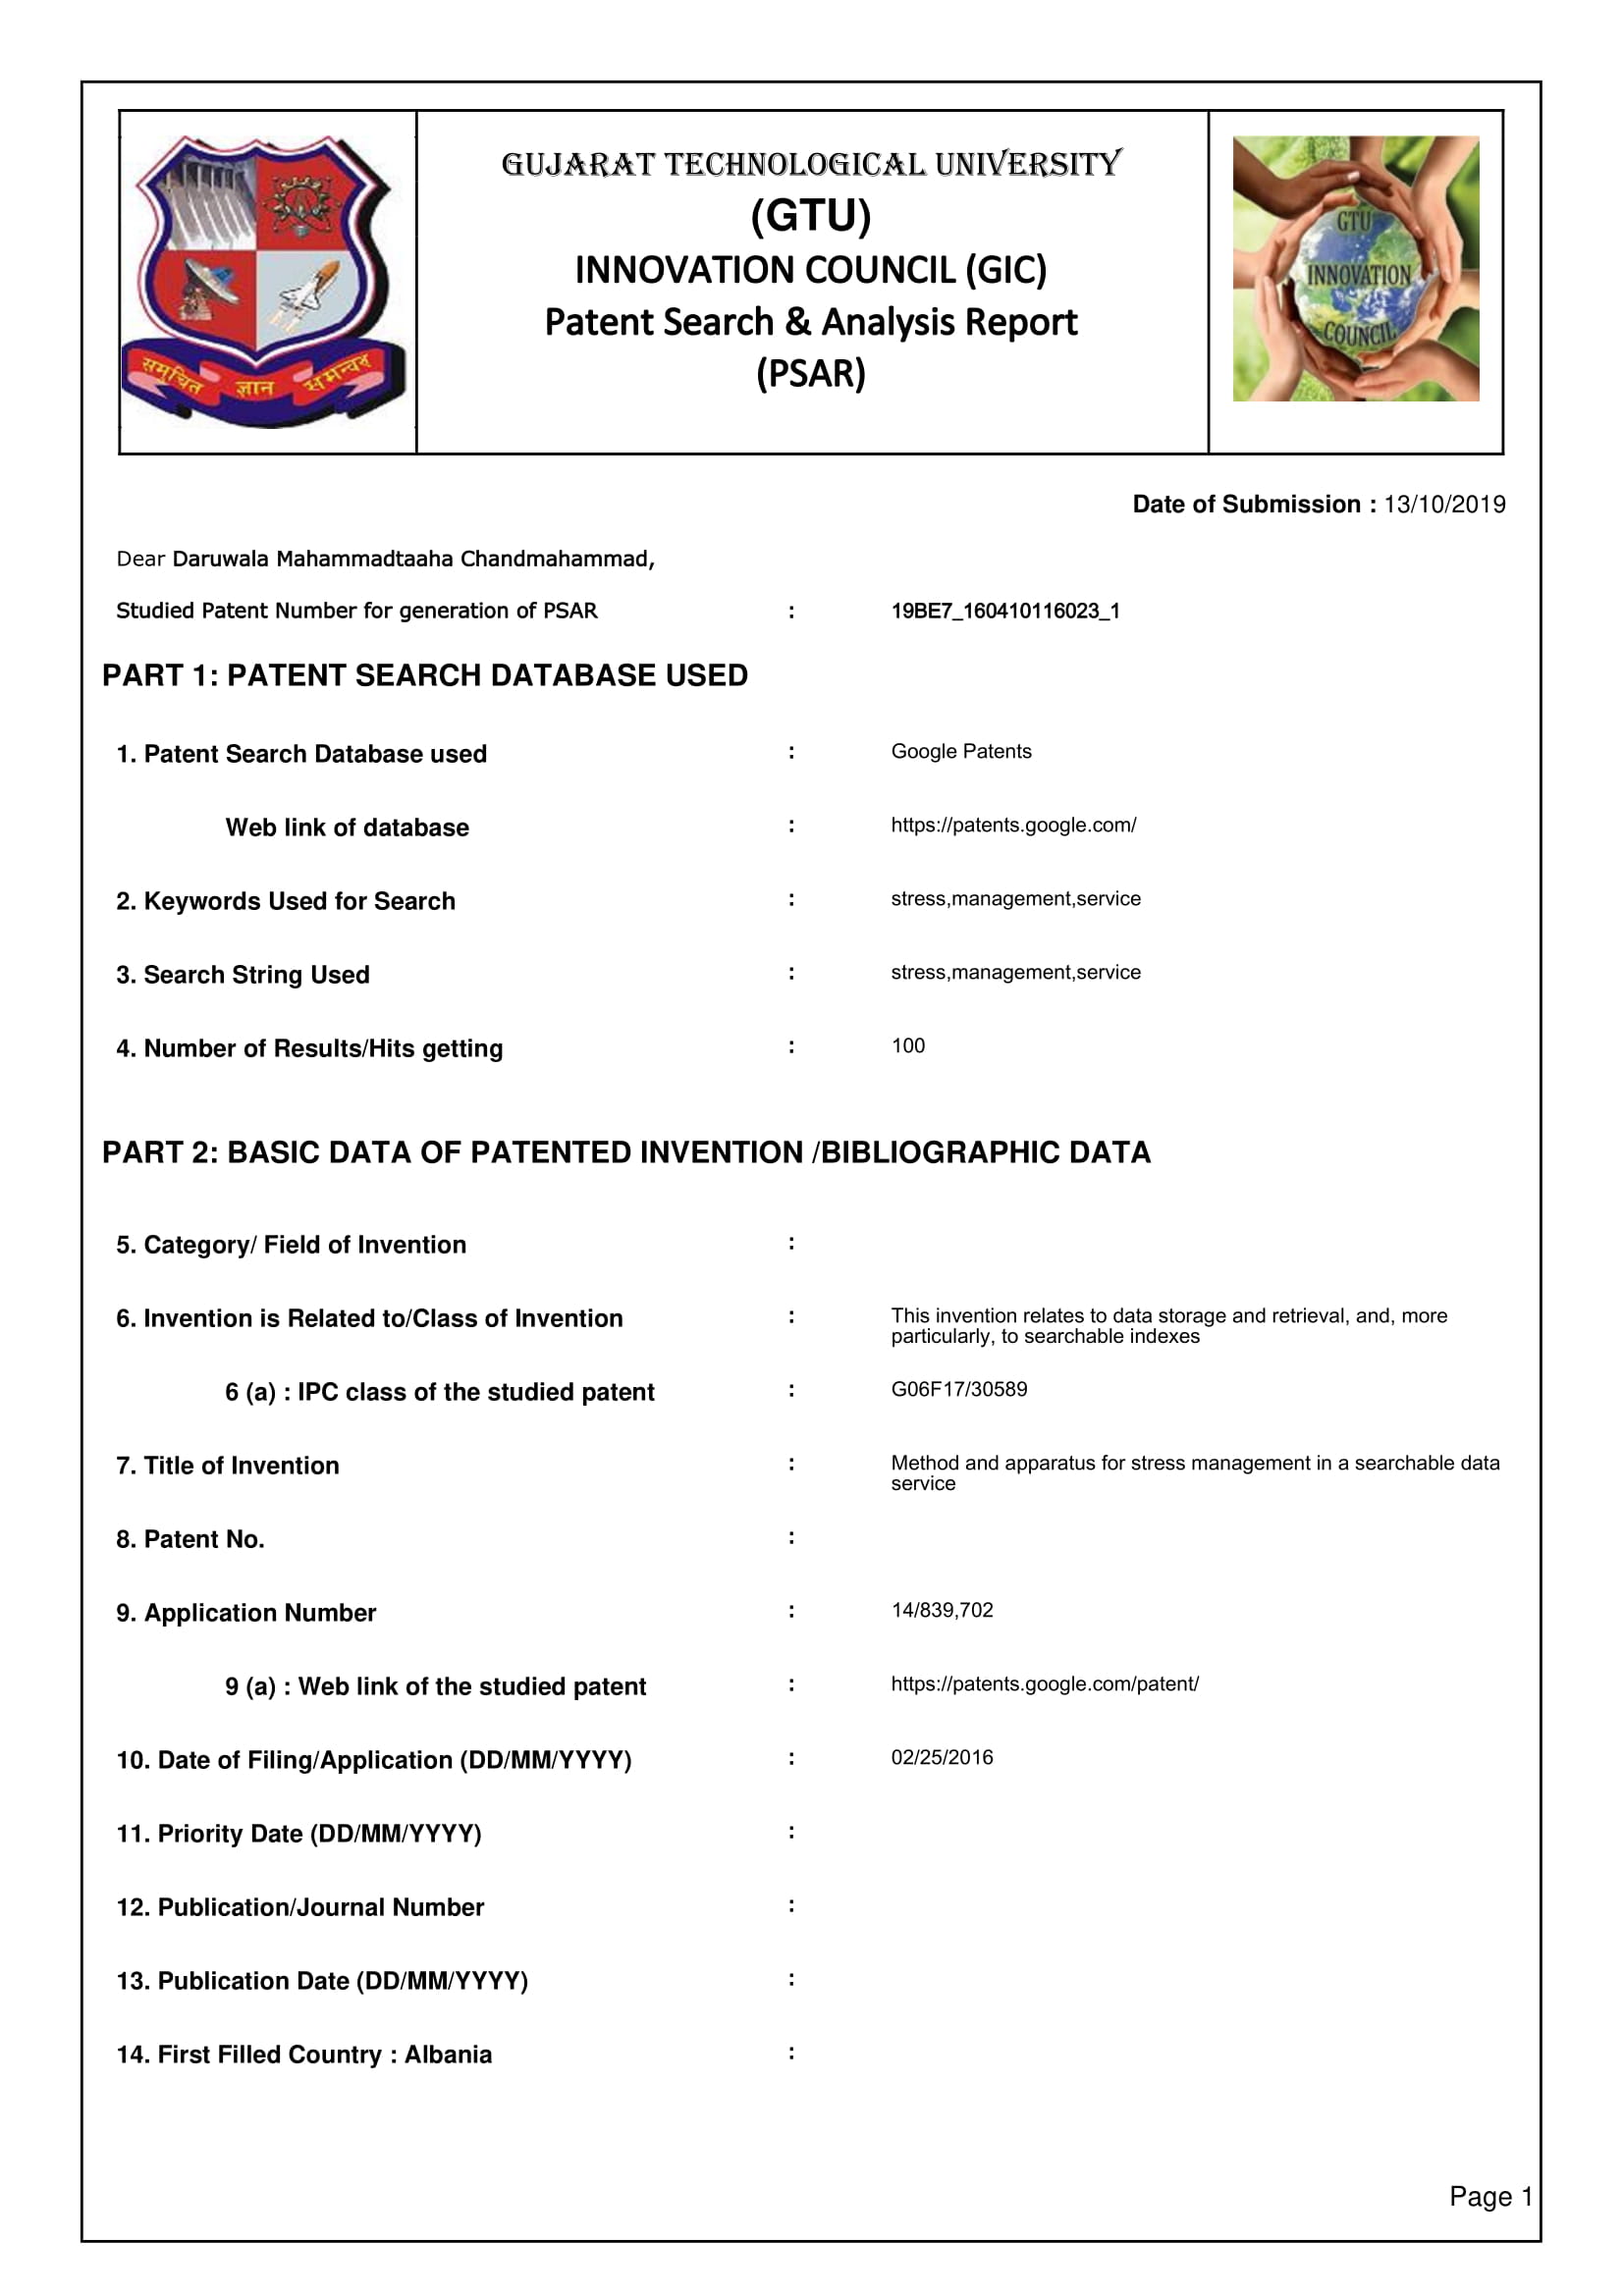 समुचित ज्ञान समन्वय
GUJARAT TECHNOLOGICAL UNIVERSITY
(GTU)
INNOVATION COUNCIL (GIC)
Patent Search & Analysis Report
(PSAR)
GTU
INNOVATION
COUNCIL
Date of Submission : 13/10/2019
Dear Daruwala Mahammadtaaha Chandmahammad,
Studied Patent Number for generation of PSAR : 19BE7_160410116023_1
PART 1: PATENT SEARCH DATABASE USED
1. Patent Search Database used : Google Patents
Web link of database : https://patents.google.com/
2. Keywords Used for Search : stress,management,service
3. Search String Used : stress,management,service
4. Number of Results/Hits getting : 100
PART 2: BASIC DATA OF PATENTED INVENTION /BIBLIOGRAPHIC DATA
5. Category/ Field of Invention :
6. Invention is Related to/Class of Invention : This invention relates to data storage and retrieval, and, more
particularly, to searchable indexes
6 (a) : IPC class of the studied patent : G06F17/30589
7. Title of Invention : Method and apparatus for stress management in a searchable data
service
8. Patent No. :
9. Application Number : 14/839,702
9 (a) : Web link of the studied patent : https://patents.google.com/patent/
10. Date of Filing/Application (DD/MM/YYYY) : 02/25/2016
11. Priority Date (DD/MM/YYYY) :
12. Publication/Journal Number :
13. Publication Date (DD/MM/YYYY) :
14. First Filled Country : Albania :
Page 1